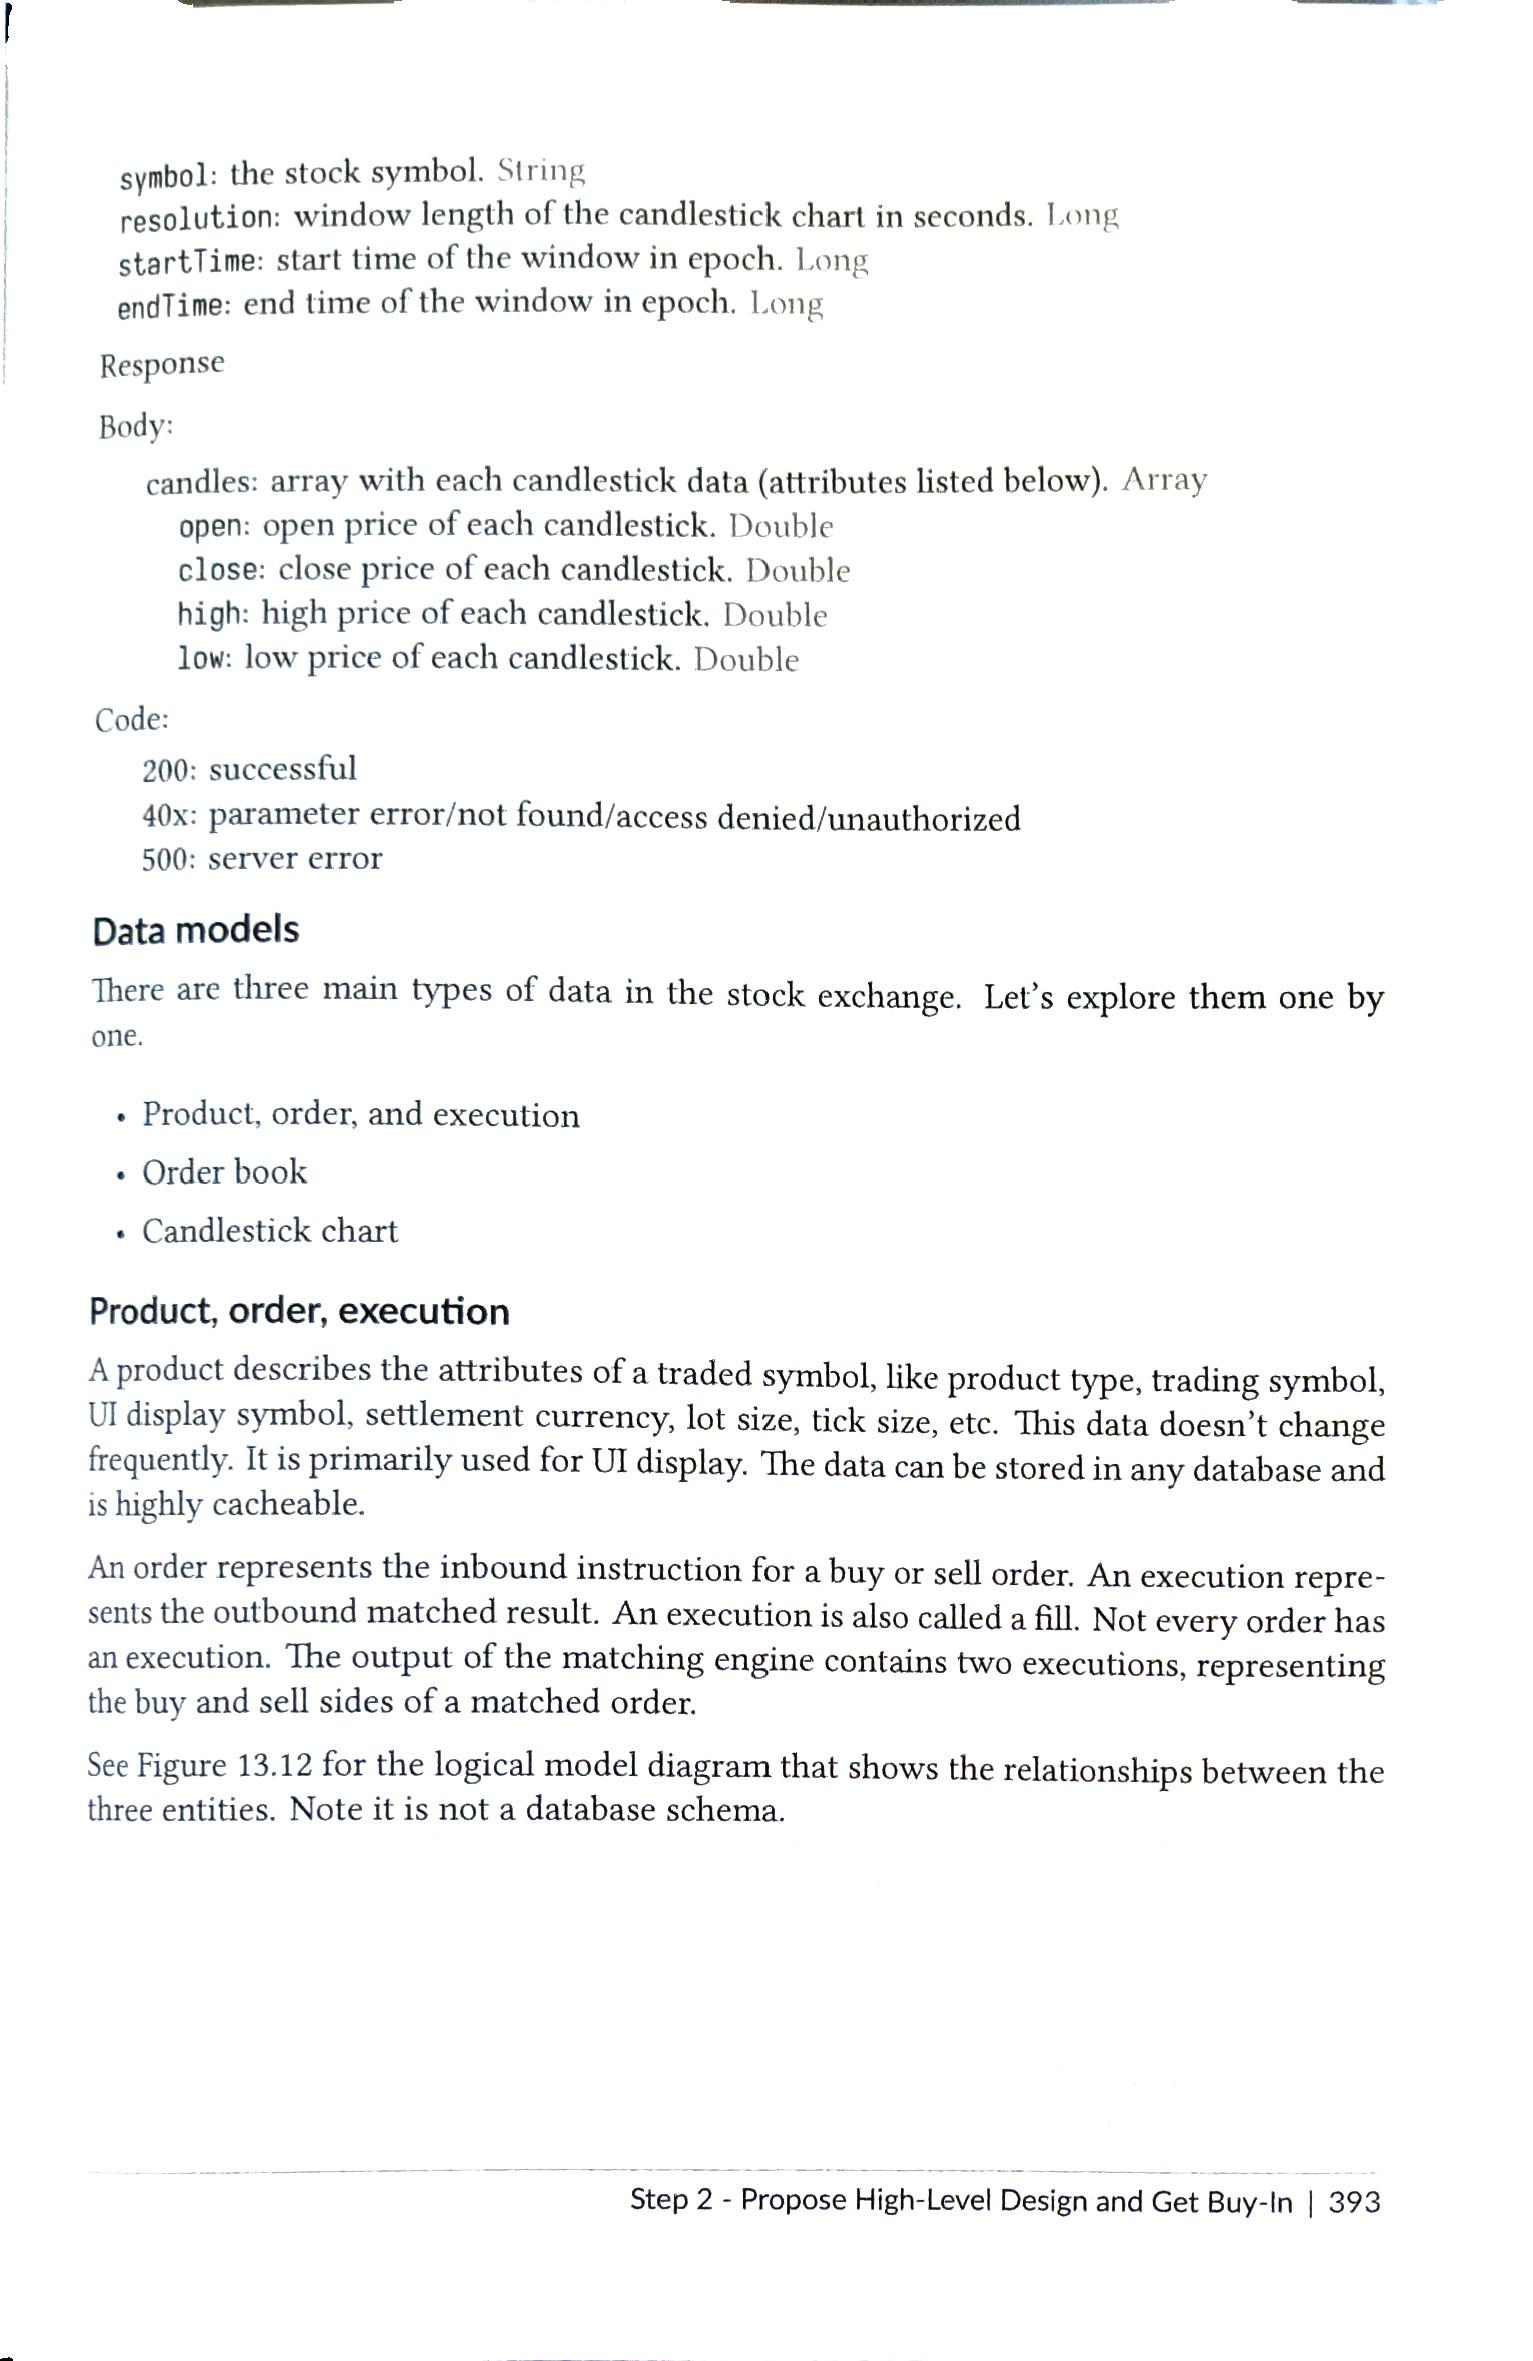 symbol: the stock symbol. String
resolution: window length of the candlestick chart in seconds. Long
startTime: start time of the window in epoch. Long
endTime: end time of the window in epoch. Long
Response
Body:
candles: array with each candlestick data (attributes listed below). Array
open: open price of each candlestick. Double
close: close price of each candlestick. Double
high: high price of each candlestick. Double
low: low price of each candlestick. Double
Code:
200: successful
40x: parameter error/not found/access denied/unauthorized
500: server error
Data models
There are three main types of data in the stock exchange. Let's explore them one by
one.
• Product, order, and execution
• Order book
• Candlestick chart
Product, order, execution
A product describes the attributes of a traded symbol, like product type, trading symbol,
UI display symbol, settlement currency, lot size, tick size, etc. This data doesn't change
frequently. It is primarily used for UI display. The data can be stored in any database and
is highly cacheable.
An order represents the inbound instruction for a buy or sell order. An execution repre-
sents the outbound matched result. An execution is also called a fill. Not every order has
an execution. The output of the matching engine contains two executions, representing
the buy and sell sides of a matched order.
See Figure 13.12 for the logical model diagram that shows the relationships between the
three entities. Note it is not a database schema.
Step 2 - Propose High-Level Design and Get Buy-In | 393